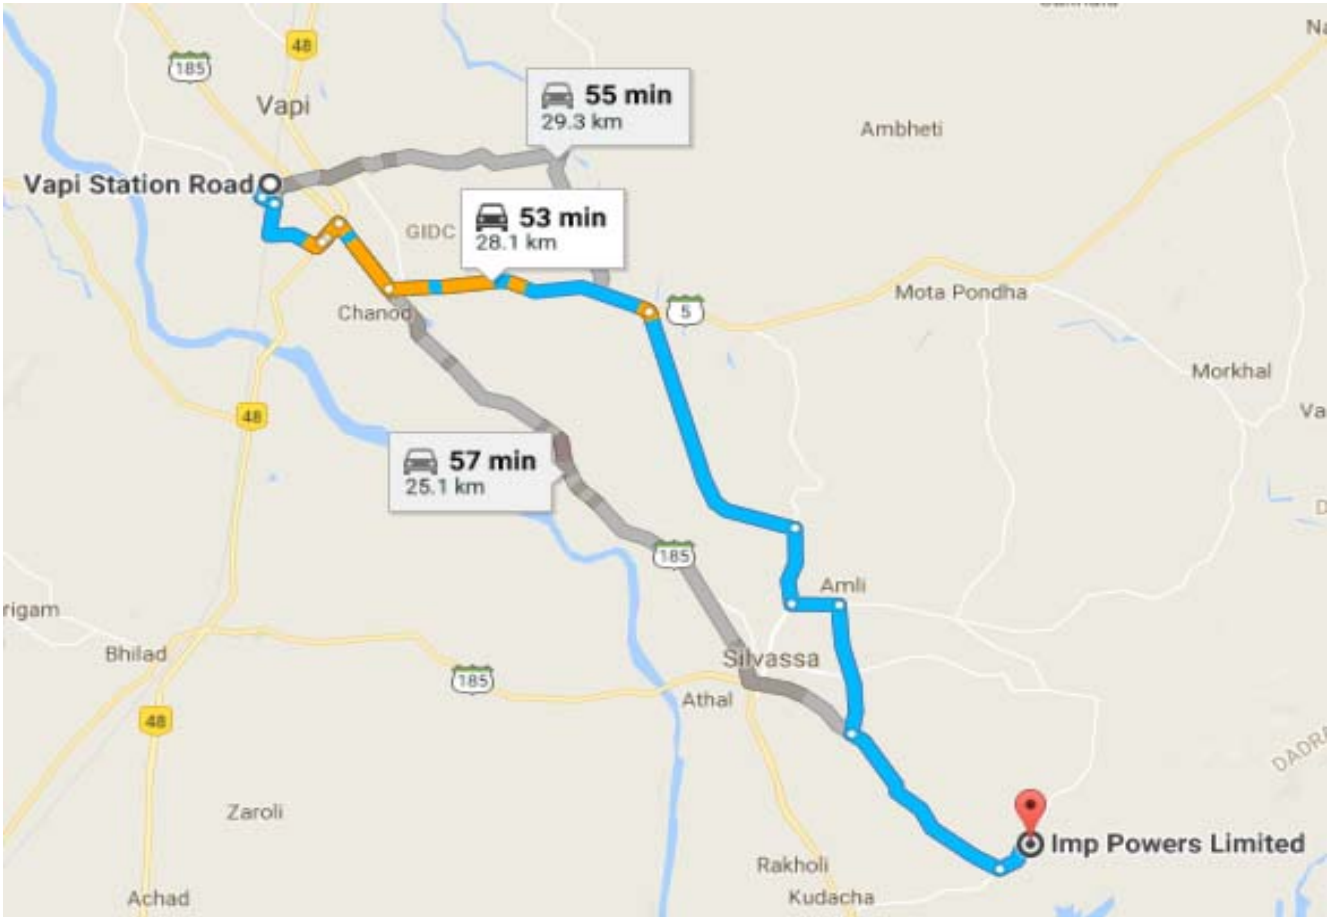 48
185
Vapi
55 min
29.3 km
Ambheti
Vapi Station Road
53 min
28.1 km
GIDC
Chanod
5
Mota Pondha
Morkhal
48
57 min
25.1 km
185
Amli
rigam
Bhilad
185
Silvassa
Athal
48
DADRA
Zaroli
Imp Powers Limited
Rakholi
Kudacha
Achad